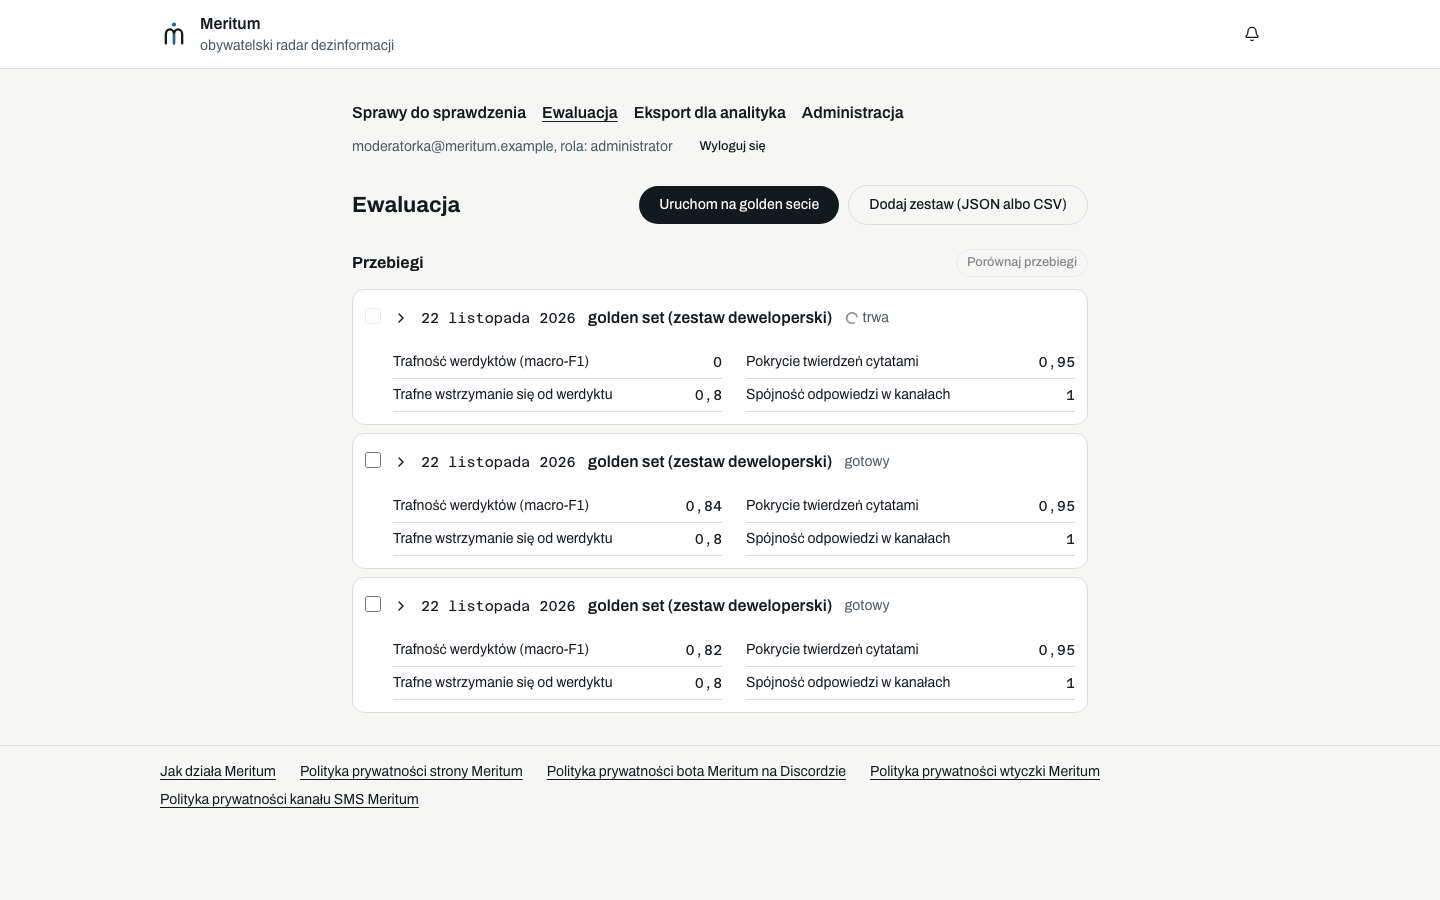 Meritum
obywatelski radar dezinformacji
Sprawy do sprawdzenia Ewaluacja Eksport dla analityka Administracja
moderatorka@meritum.example, rola: administrator Wyloguj się
Ewaluacja Uruchom na golden secie Dodaj zestaw (JSON albo CSV)
Przebiegi Porównaj przebiegi
22 listopada 2026 golden set (zestaw deweloperski) trwa
Trafność werdyktów (macro-F1) 0 Pokrycie twierdzeń cytatami 0,95
Trafne wstrzymanie się od werdyktu 0,8 Spójność odpowiedzi w kanałach 1
22 listopada 2026 golden set (zestaw deweloperski) gotowy
Trafność werdyktów (macro-F1) 0,84 Pokrycie twierdzeń cytatami 0,95
Trafne wstrzymanie się od werdyktu 0,8 Spójność odpowiedzi w kanałach 1
22 listopada 2026 golden set (zestaw deweloperski) gotowy
Trafność werdyktów (macro-F1) 0,82 Pokrycie twierdzeń cytatami 0,95
Trafne wstrzymanie się od werdyktu 0,8 Spójność odpowiedzi w kanałach 1
Jak działa Meritum Polityka prywatności strony Meritum Polityka prywatności bota Meritum na Discordzie Polityka prywatności wtyczki Meritum
Polityka prywatności kanału SMS Meritum